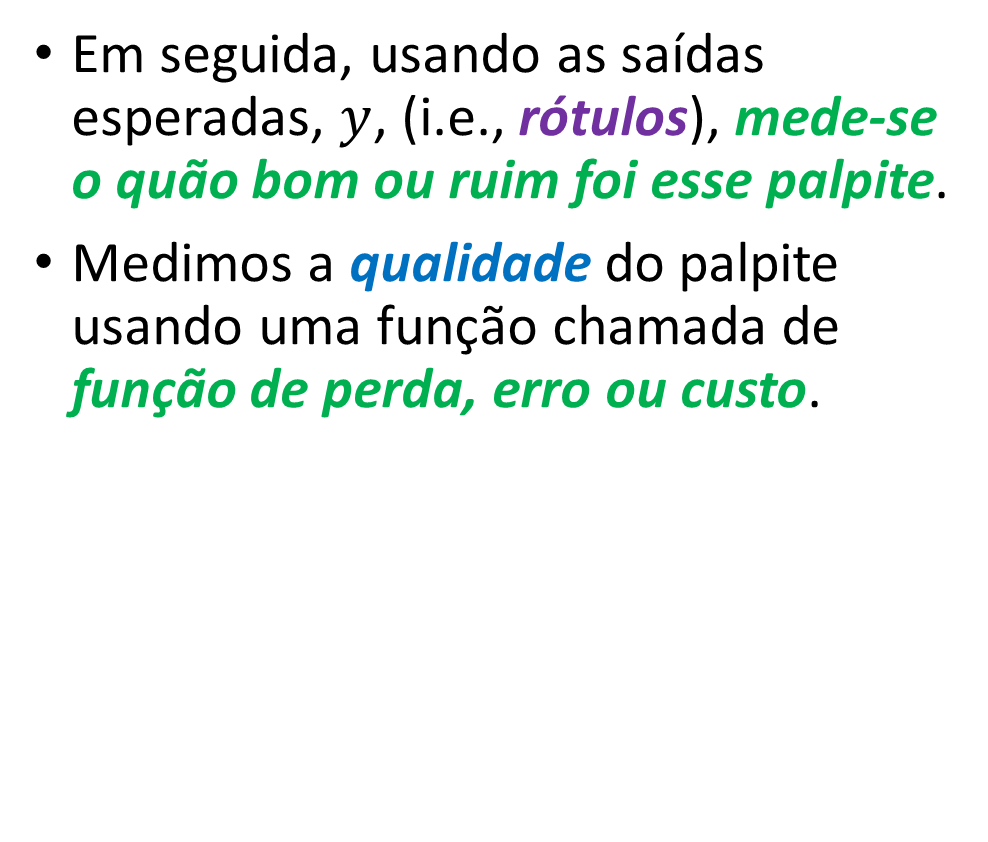 • Em seguida, usando as saídas
esperadas, y, (i.e., rótulos), mede-se
o quão bom ou ruim foi esse palpite.
• Medimos a qualidade do palpite
usando uma função chamada de
função de perda, erro ou custo.